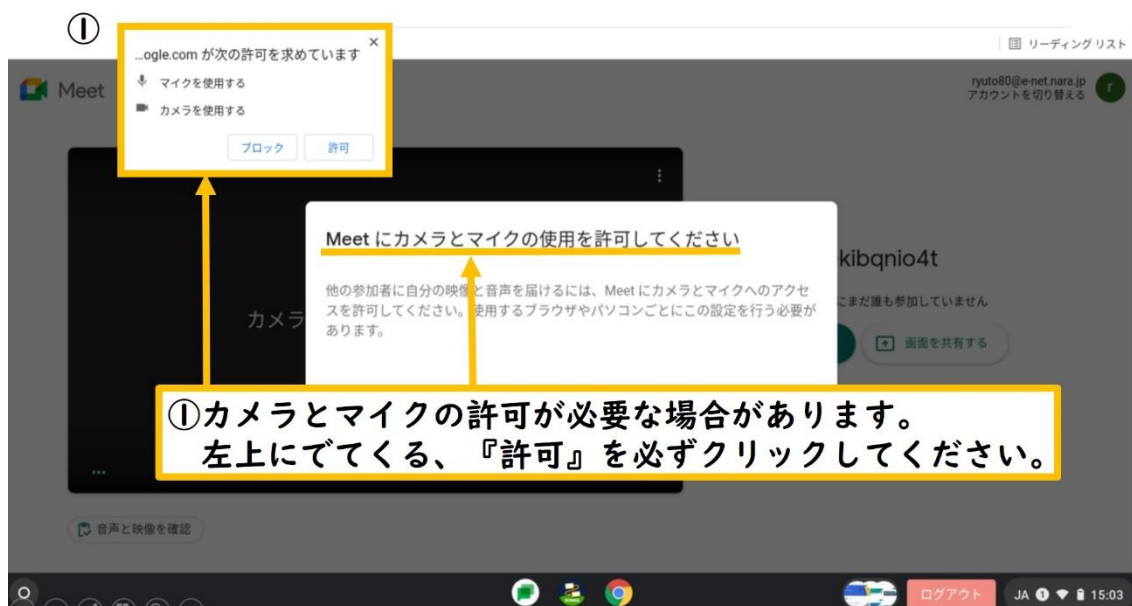 ①
...ogle.com が次の許可を求めています
×
マイクを使用する
カメラを使用する
ブロック
許可
リーディング リスト
Meet
ryuto80@e-net.nara.jp
アカウントを切り替える
r
Meet にカメラとマイクの使用を許可してください
他の参加者に自分の映像と音声を届けるには、Meet にカメラとマイクへのアクセ
スを許可してください。使用するブラウザやパソコンごとにこの設定を行う必要が
あります。
カメラ
kibqnio4t
にまだ誰も参加していません
画面を共有する
①カメラとマイクの許可が必要な場合があります。
左上にでてくる、『許可』を必ずクリックしてください。
音声と映像を確認
ログアウト
JA
1
15:03